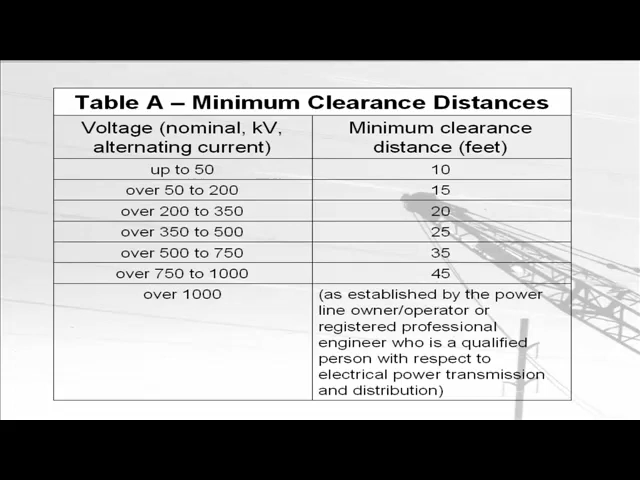 Table A – Minimum Clearance Distances
Voltage (nominal, kV, alternating current)
Minimum clearance distance (feet)
up to 50
10
over 50 to 200
15
over 200 to 350
20
over 350 to 500
25
over 500 to 750
35
over 750 to 1000
45
over 1000
(as established by the power
line owner/operator or
registered professional
engineer who is a qualified
person with respect to
electrical power transmission
and distribution)